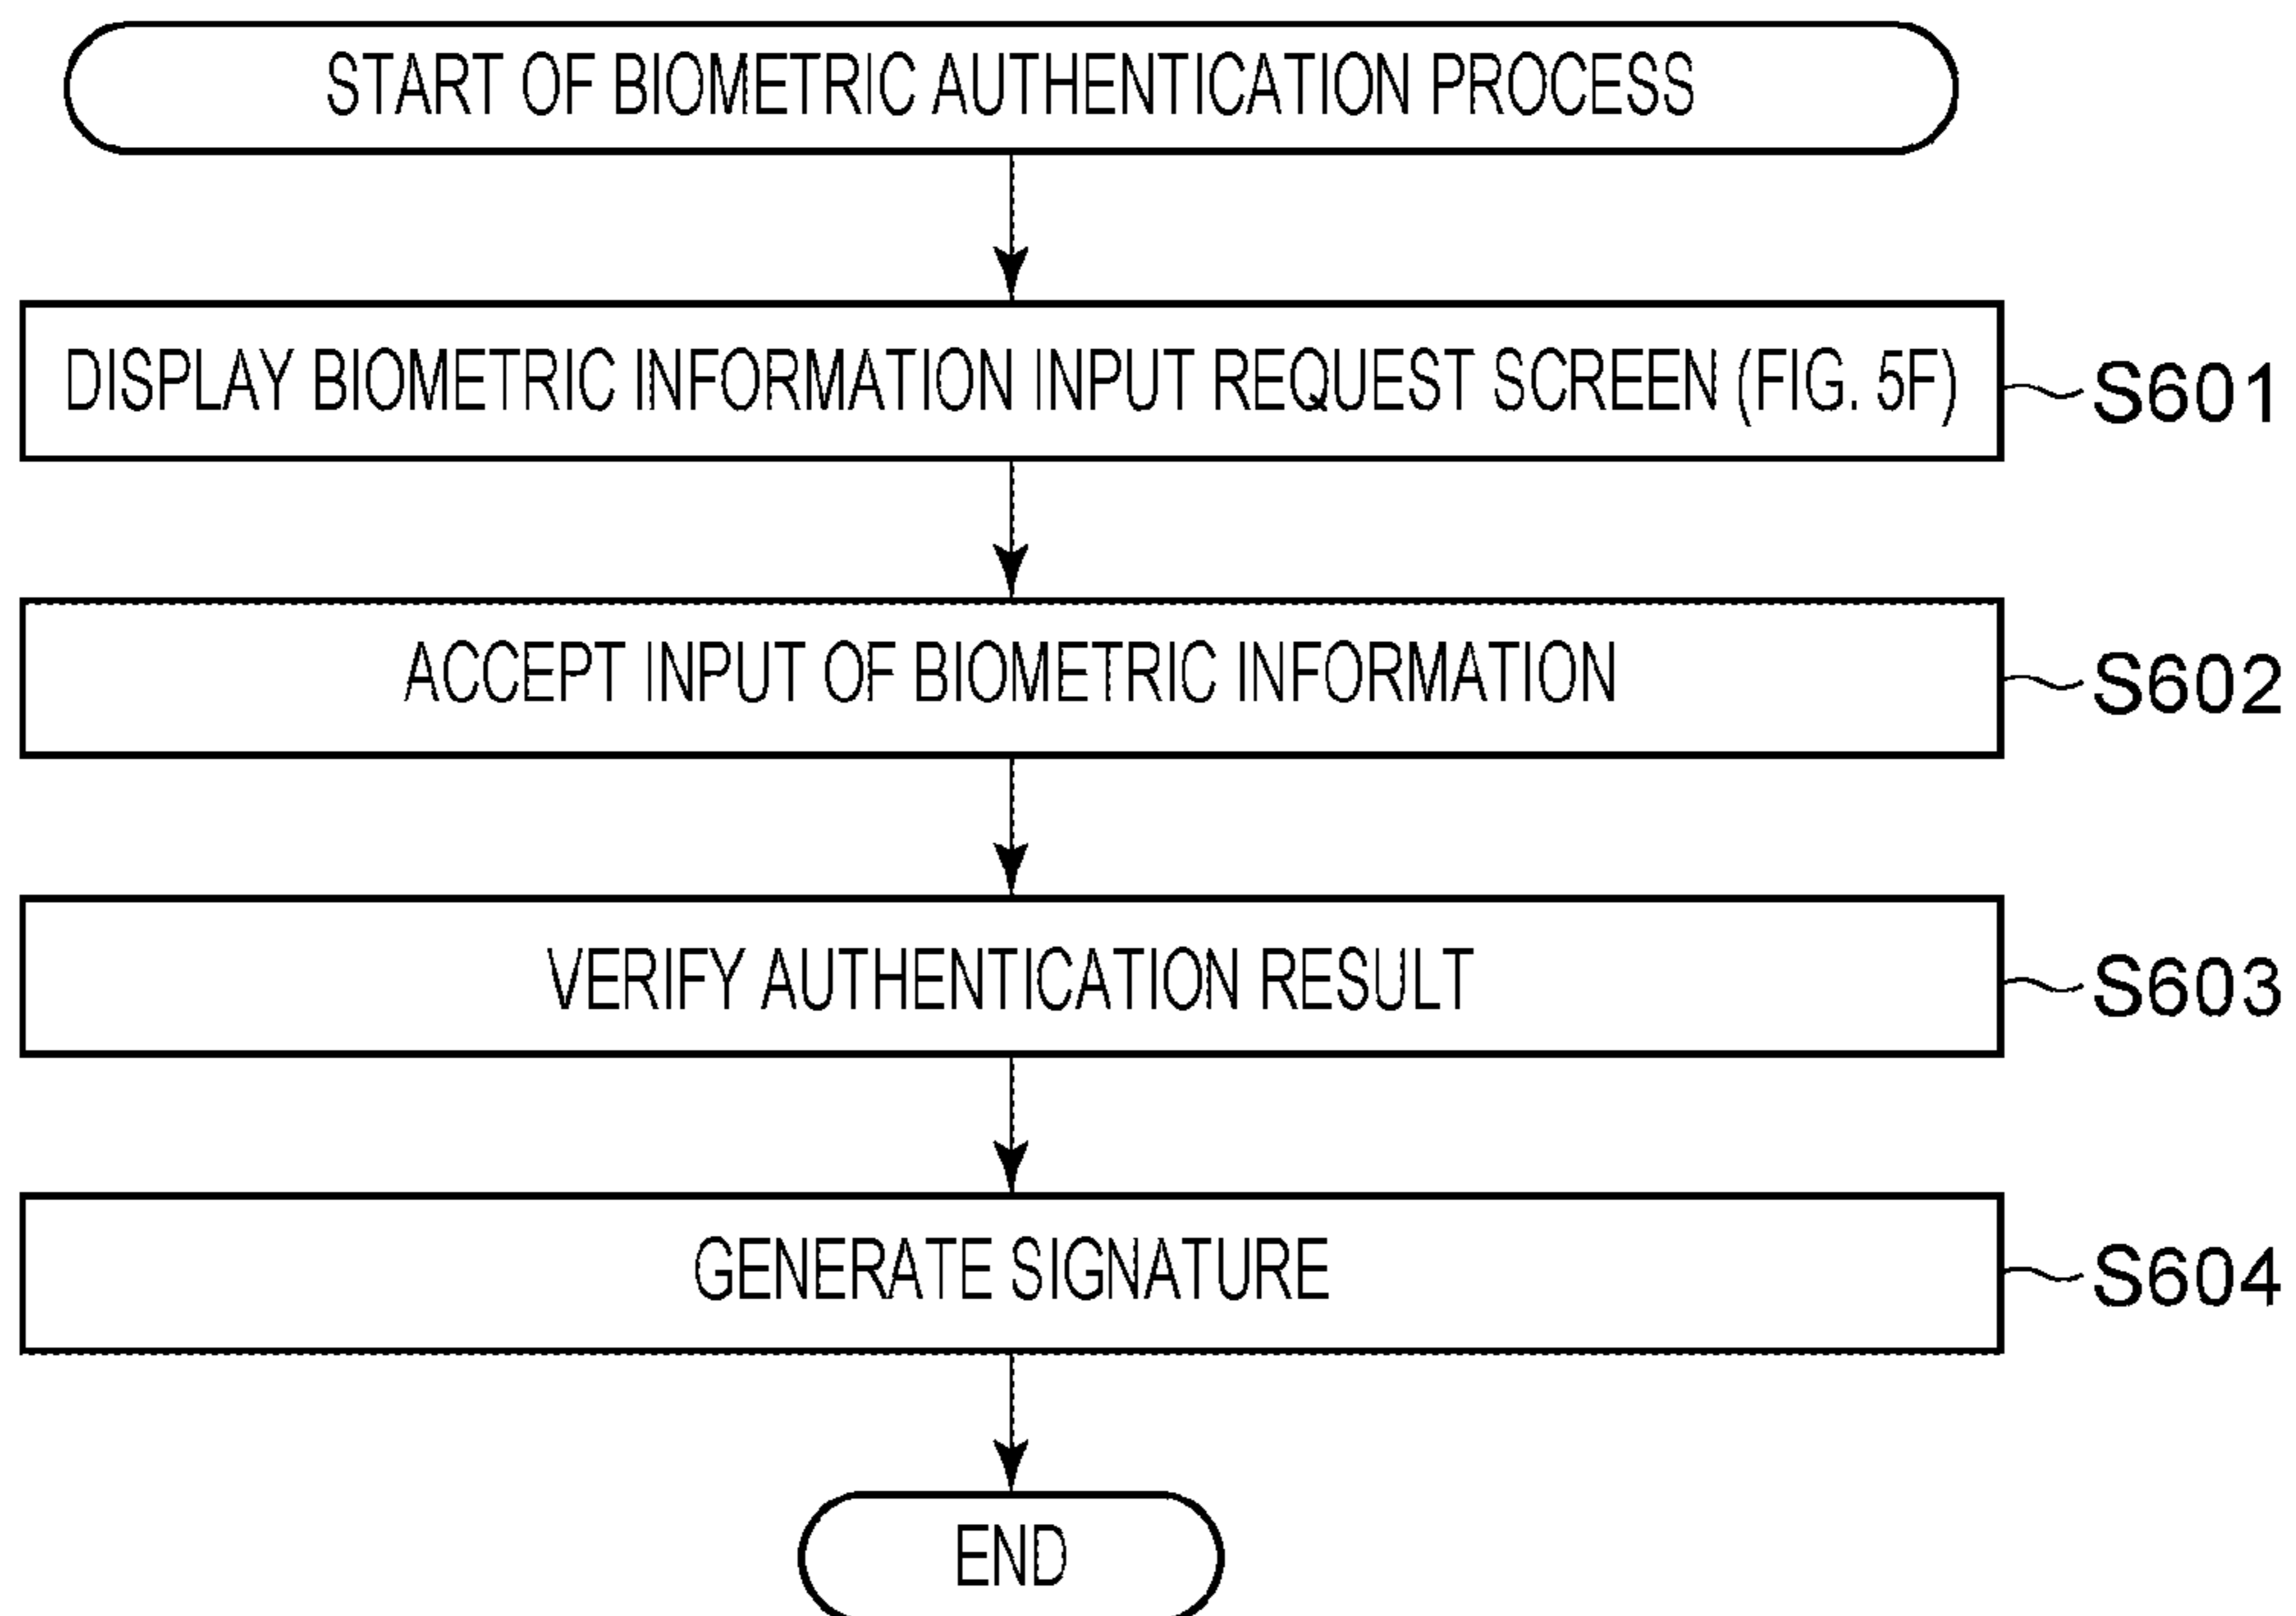 START OF BIOMETRIC AUTHENTICATION PROCESS
DISPLAY BIOMETRIC INFORMATION INPUT REQUEST SCREEN (FIG. 5F)
S601
ACCEPT INPUT OF BIOMETRIC INFORMATION
S602
VERIFY AUTHENTICATION RESULT
S603
GENERATE SIGNATURE
S604
END